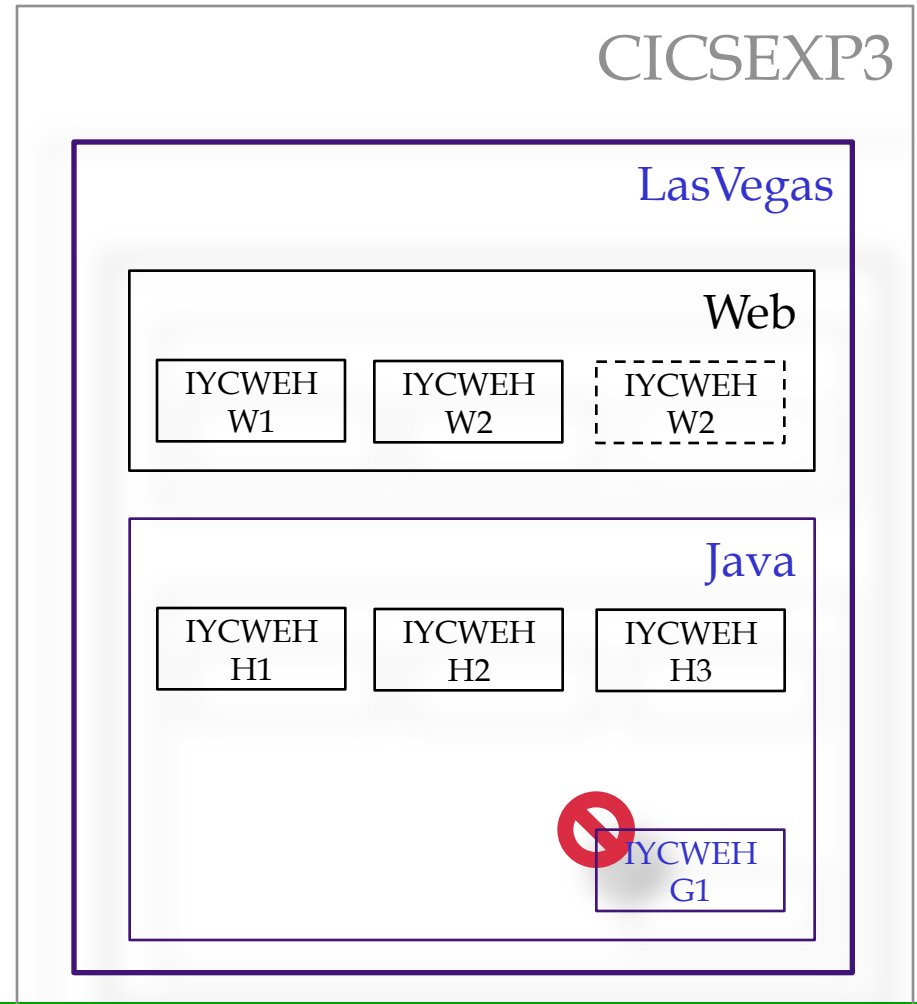 CICSEXP3
LasVegas
Web
IYCWEH
W1
IYCWEH
W2
IYCWEH
W2
Java
IYCWEH
H1
IYCWEH
H2
IYCWEH
H3
IYCWEH
G1